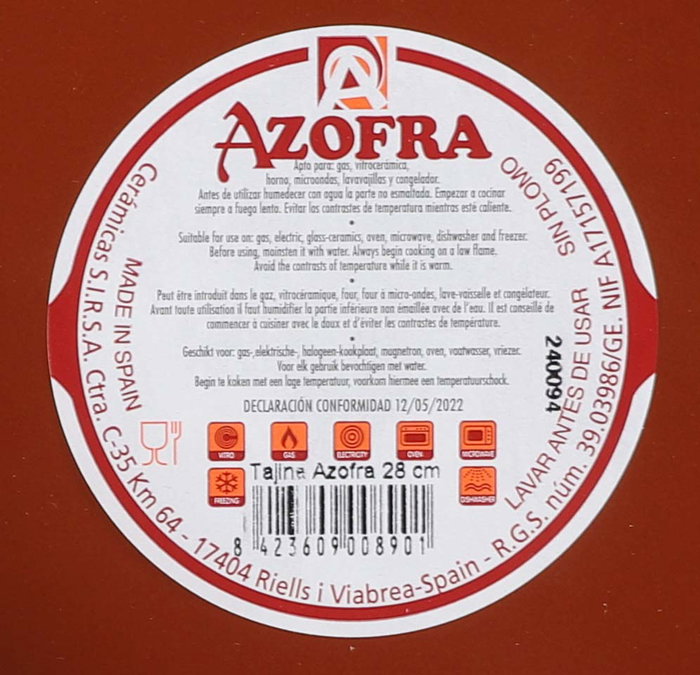 AZOFRA
Apto para: gas, vitrocerámica,
horno, microondas, lavavajillas y congelador.
Antes de utilizar humedecer con agua la parte no esmaltada. Empezar a cocinar
siempre a fuego lento. Evitar los contrastes de temperatura mientras esté caliente.
Suitable for use on: gas, electric, glass-ceramics, oven, microwave, dishwasher and freezer.
Before using, mainsten it with water. Always begin cooking on a low flame.
Avoid the contrasts of temperature while it is warm.
Peut être introduit dans le gaz, vitrocéramique, four, four à micro-ondes, lave-vaisselle et congélateur.
Avant toute utilisation il faut humidifier la partie inférieure non émaillée avec de l'eau. Il est conseillé de
commencer à cuisiner avec le doux et d'éviter les contrastes de température.
Geschikt voor: gas-,elektrische-, halogeen-kookplaat, magnetron, oven, vaatwasser, vriezer.
Voor elk gebruik bevochtigen met water.
Begin te koken met een lage temperatuur, voorkom hiermee een temperatuurschock.
DECLARACIÓN CONFORMIDAD 12/05/2022
VITRO GAS ELECTRICITY OVEN MICROWAVE
FREEZING DISHWASHER
Tajine Azofra 28 cm
8 423609 008901
Cerámicas S.I.R.S.A. Ctra. C-35 Km 64 - 17404 Riells i Viabrea-Spain - R.G.S. núm. 39.03986/GE. NIF A17157199
MADE IN SPAIN
SIN PLOMO
LAVAR ANTES DE USAR
240094